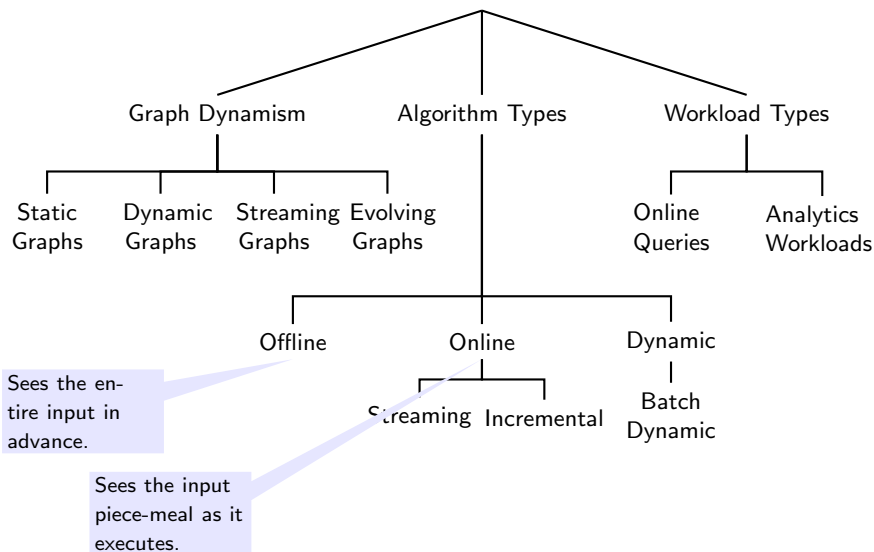 Graph Dynamism
Algorithm Types
Workload Types
Static
Graphs
Dynamic
Graphs
Streaming
Graphs
Evolving
Graphs
Online
Queries
Analytics
Workloads
Offline
Online
Dynamic
Streaming
Incremental
Batch
Dynamic
Sees the en-
tire input in
advance.
Sees the input
piece-meal as it
executes.